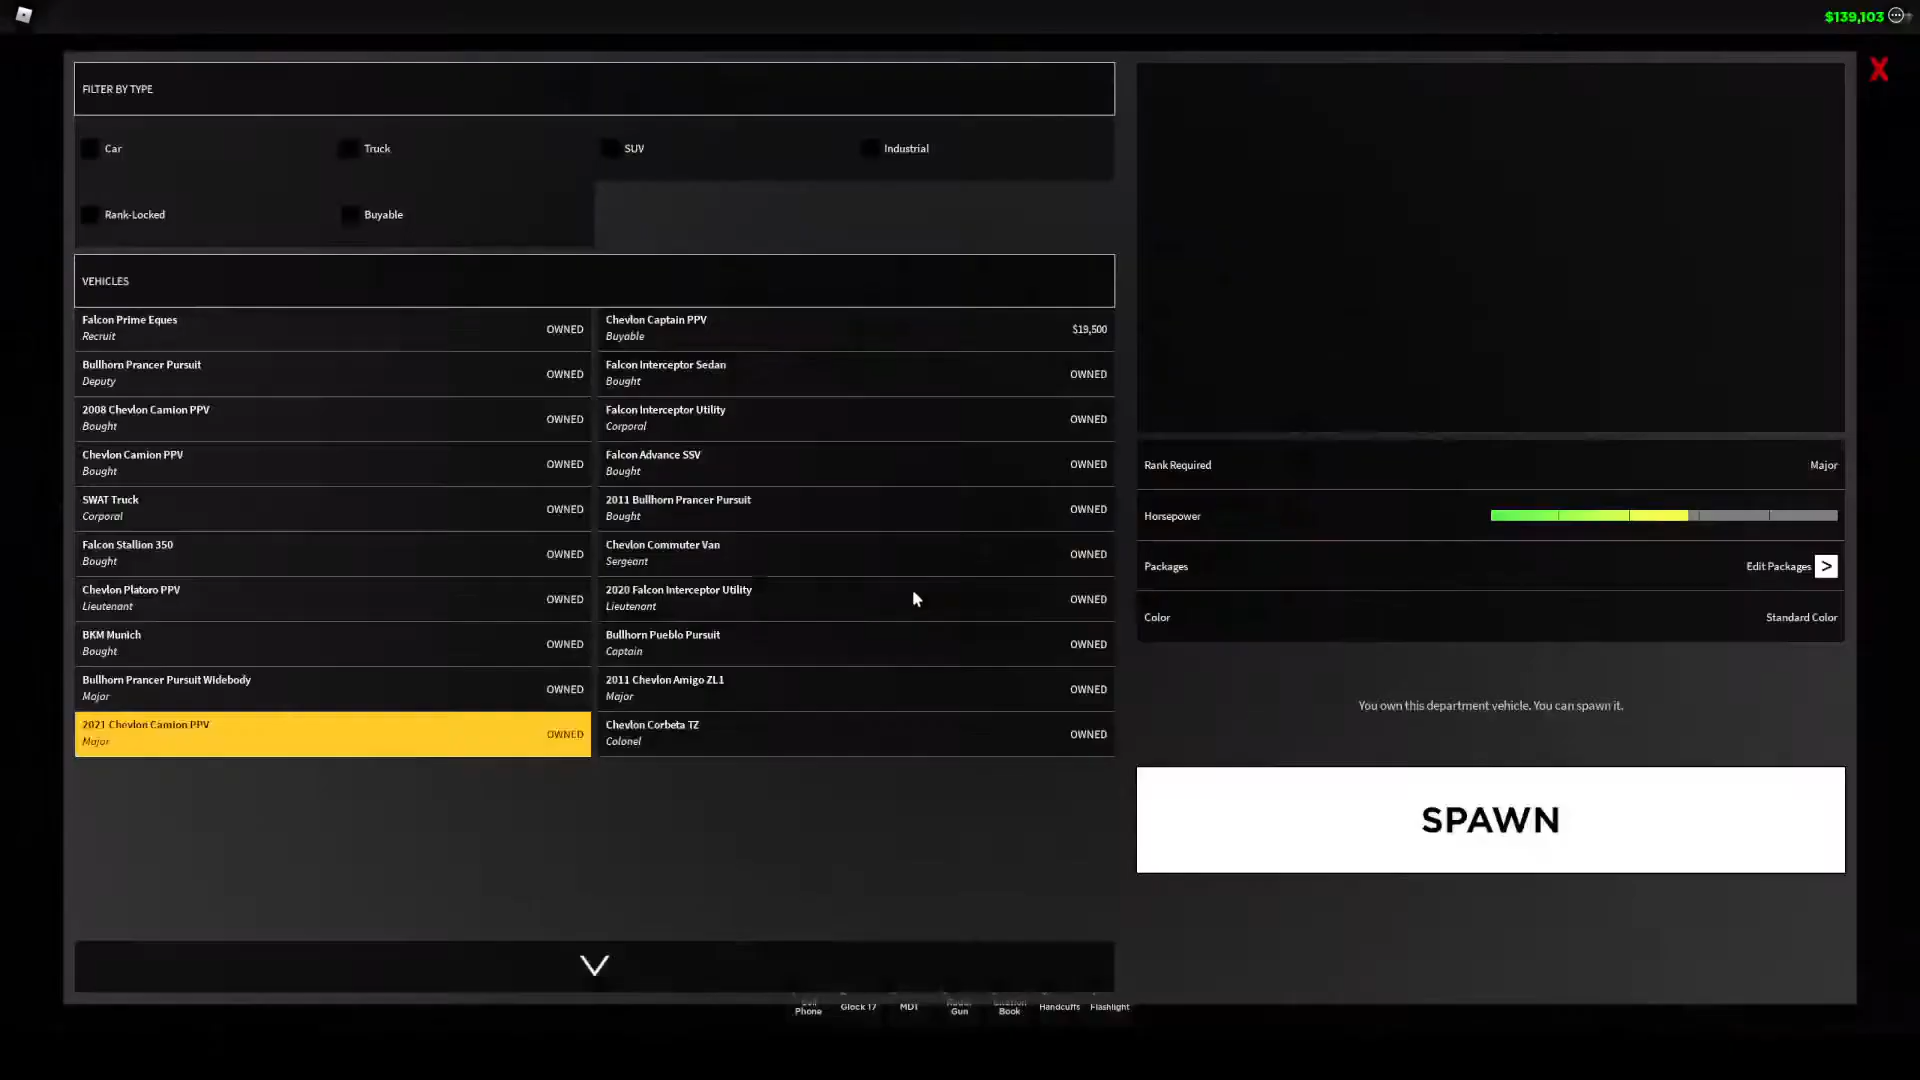 $139,103
X
FILTER BY TYPE
Car
Truck
SUV
Industrial
Rank-Locked
Buyable
VEHICLES
Falcon Prime Eques
Recruit
OWNED
Chevlon Captain PPV
Buyable
$19,500
Bullhorn Prancer Pursuit
Deputy
OWNED
Falcon Interceptor Sedan
Bought
OWNED
2008 Chevlon Camion PPV
Bought
OWNED
Falcon Interceptor Utility
Corporal
OWNED
Chevlon Camion PPV
Bought
OWNED
Falcon Advance SSV
Bought
OWNED
SWAT Truck
Corporal
OWNED
2011 Bullhorn Prancer Pursuit
Bought
OWNED
Falcon Stallion 350
Bought
OWNED
Chevlon Commuter Van
Sergeant
OWNED
Chevlon Platoro PPV
Lieutenant
OWNED
2020 Falcon Interceptor Utility
Lieutenant
OWNED
BKM Munich
Bought
OWNED
Bullhorn Pueblo Pursuit
Captain
OWNED
Bullhorn Prancer Pursuit Widebody
Major
OWNED
2011 Chevlon Amigo ZL1
Major
OWNED
2021 Chevlon Camion PPV
Major
OWNED
Chevlon Corbeta TZ
Colonel
OWNED
Rank Required
Major
Horsepower
Packages
Edit Packages >
Color
Standard Color
You own this department vehicle. You can spawn it.
SPAWN
Phone
Glock 17
MDT
Gun
Book
Handcuffs
Flashlight